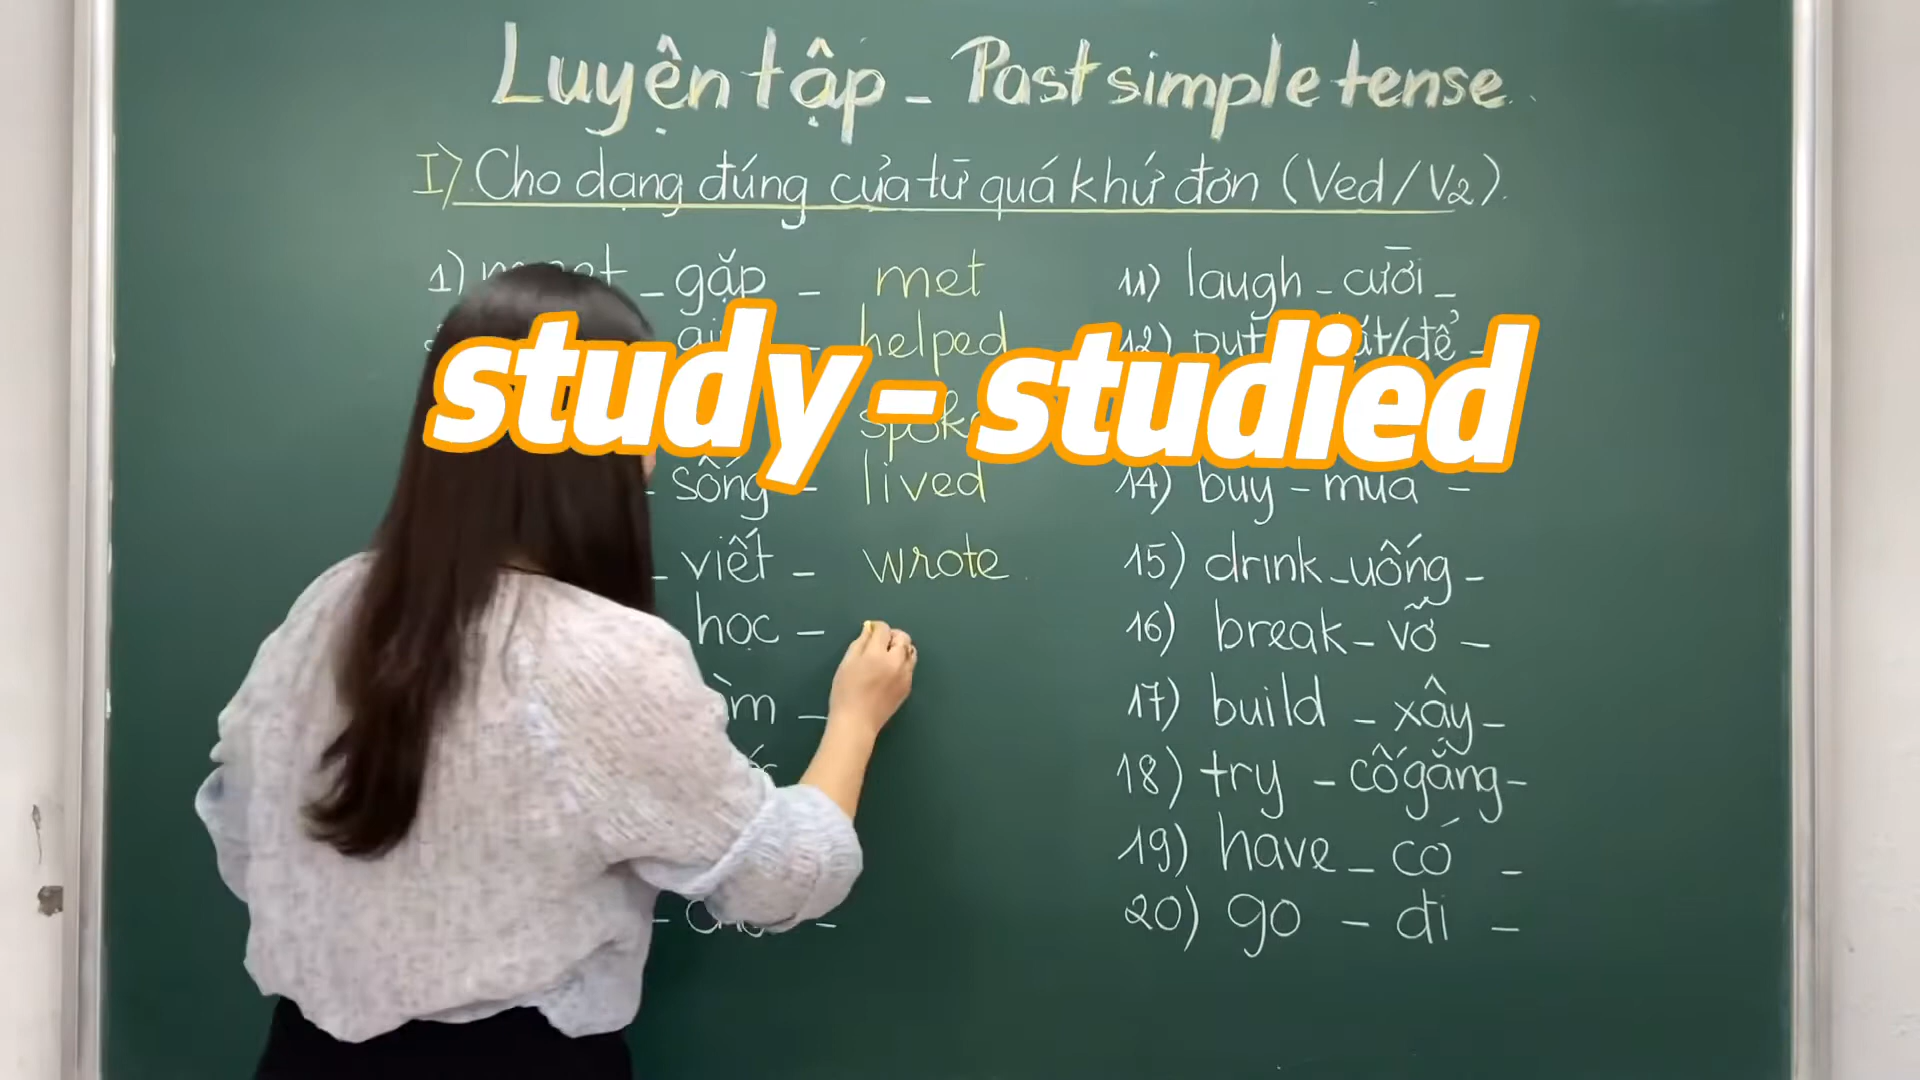 Luyện tập - Past simple tense
I) Cho dạng đúng của từ quá khứ đơn (Ved/V2).
1) - gặp - met
- helped
study - studied
- sống - lived
- viết - wrote
học -
-
- -
11) laugh - cười -
12) put -
14) buy - mua -
15) drink - uống -
16) break - vỡ -
17) build - xây -
18) try - cố gắng -
19) have - có -
20) go - đi -